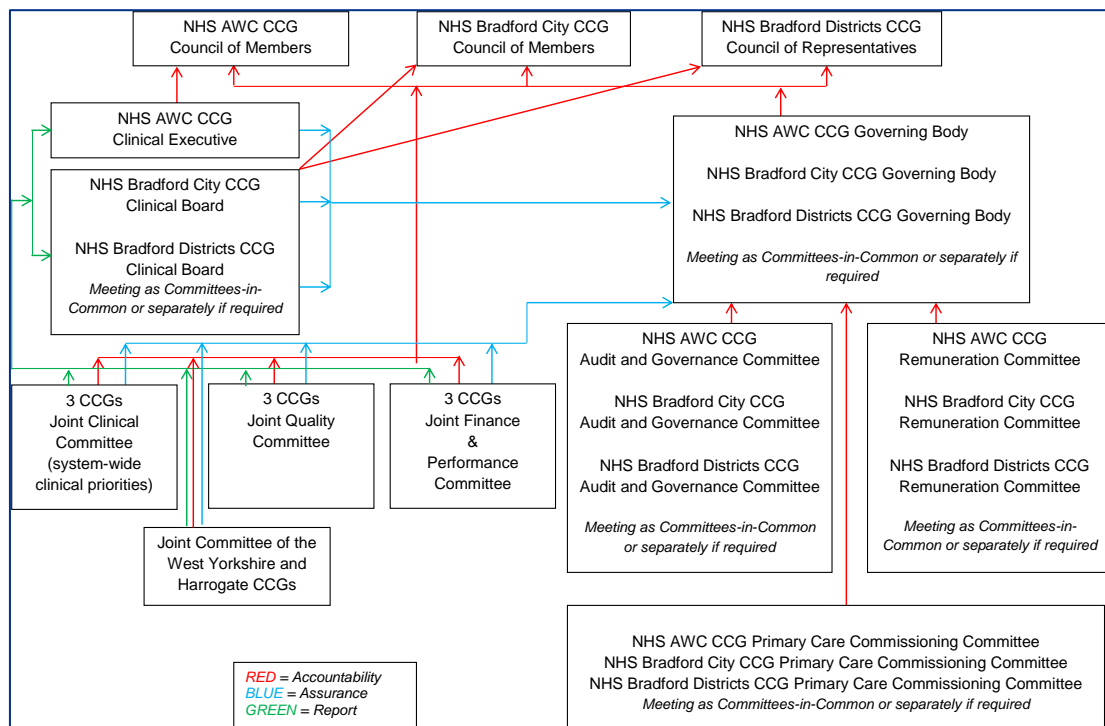 NHS AWC CCG
Council of Members
NHS Bradford City CCG
Council of Members
NHS Bradford Districts CCG
Council of Representatives
NHS AWC CCG
Clinical Executive
NHS Bradford City CCG
Clinical Board
NHS Bradford Districts CCG
Clinical Board
Meeting as Committees-in-
Common or separately if required
NHS AWC CCG Governing Body
NHS Bradford City CCG Governing Body
NHS Bradford Districts CCG Governing Body
Meeting as Committees-in-Common or separately if
required
3 CCGs
Joint Clinical
Committee
(system-wide
clinical priorities)
3 CCGs
Joint Quality
Committee
3 CCGs
Joint Finance
&
Performance
Committee
NHS AWC CCG
Audit and Governance Committee
NHS Bradford City CCG
Audit and Governance Committee
NHS Bradford Districts CCG
Audit and Governance Committee
Meeting as Committees-in-Common
or separately if required
NHS AWC CCG
Remuneration Committee
NHS Bradford City CCG
Remuneration Committee
NHS Bradford Districts CCG
Remuneration Committee
Meeting as Committees-in-
Common or separately if required
Joint Committee of the
West Yorkshire and
Harrogate CCGs
NHS AWC CCG Primary Care Commissioning Committee
NHS Bradford City CCG Primary Care Commissioning Committee
NHS Bradford Districts CCG Primary Care Commissioning Committee
Meeting as Committees-in-Common or separately if required
RED = Accountability
BLUE = Assurance
GREEN = Report